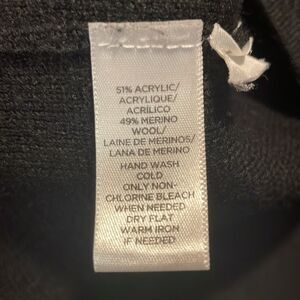 51% ACRYLIC/
ACRYLIQUE/
ACRÍLICO
49% MERINO
WOOL/
LAINE DE MERINOS/
LANA DE MERINO
HAND WASH
COLD
ONLY NON-
CHLORINE BLEACH
WHEN NEEDED
DRY FLAT
WARM IRON
IF NEEDED